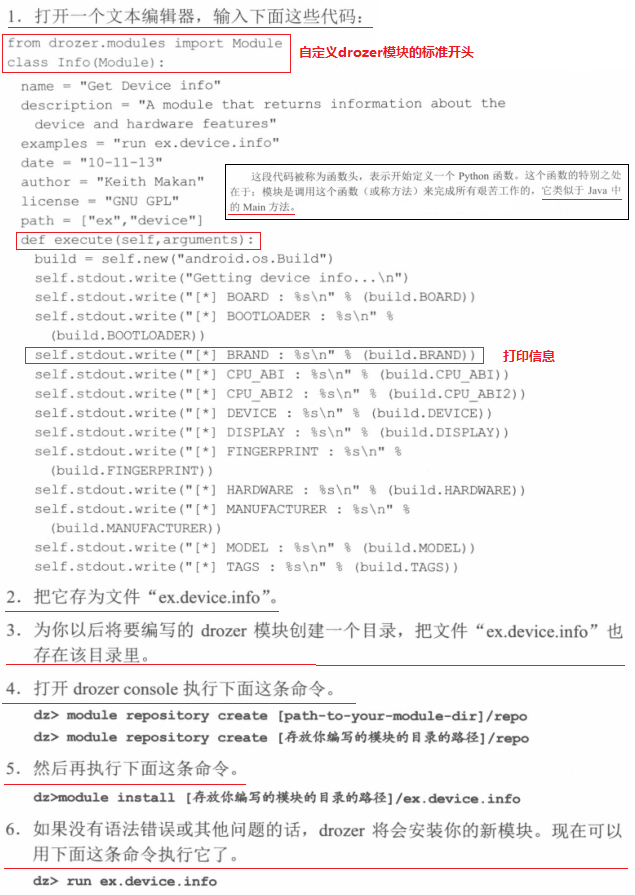 1．打开一个文本编辑器，输入下面这些代码：
from drozer.modules import Module
class Info(Module):
自定义drozer模块的标准开头
name = "Get Device info"
description = "A module that returns information about the
device and hardware features"
examples = "run ex.device.info"
date = "10-11-13"
author = "Keith Makan"
license = "GNU GPL"
path = ["ex","device"]
这段代码被称为函数头，表示开始定义一个 Python 函数。这个函数的特别之处
在于：模块是调用这个函数（或称方法）来完成所有艰苦工作的，它类似于 Java 中
的 Main 方法。
def execute(self,arguments):
build = self.new("android.os.Build")
self.stdout.write("Getting device info...\n")
self.stdout.write("[*] BOARD : %s\n" % (build.BOARD))
self.stdout.write("[*] BOOTLOADER : %s\n" %
(build.BOOTLOADER))
self.stdout.write("[*] BRAND : %s\n" % (build.BRAND))
打印信息
self.stdout.write("[*] CPU_ABI : %s\n" % (build.CPU_ABI))
self.stdout.write("[*] CPU_ABI2 : %s\n" % (build.CPU_ABI2))
self.stdout.write("[*] DEVICE : %s\n" % (build.DEVICE))
self.stdout.write("[*] DISPLAY : %s\n" % (build.DISPLAY))
self.stdout.write("[*] FINGERPRINT : %s\n" %
(build.FINGERPRINT))
self.stdout.write("[*] HARDWARE : %s\n" % (build.HARDWARE))
self.stdout.write("[*] MANUFACTURER : %s\n" %
(build.MANUFACTURER))
self.stdout.write("[*] MODEL : %s\n" % (build.MODEL))
self.stdout.write("[*] TAGS : %s\n" % (build.TAGS))
2．把它存为文件“ex.device.info”。
3．为你以后将要编写的 drozer 模块创建一个目录，把文件“ex.device.info”也
存在该目录里。
4．打开 drozer console 执行下面这条命令。
dz> module repository create [path-to-your-module-dir]/repo
dz> module repository create [存放你编写的模块的目录的路径]/repo
5．然后再执行下面这条命令。
dz>module install [存放你编写的模块的目录的路径]/ex.device.info
6．如果没有语法错误或其他问题的话，drozer 将会安装你的新模块。现在可以
用下面这条命令执行它了。
dz> run ex.device.info